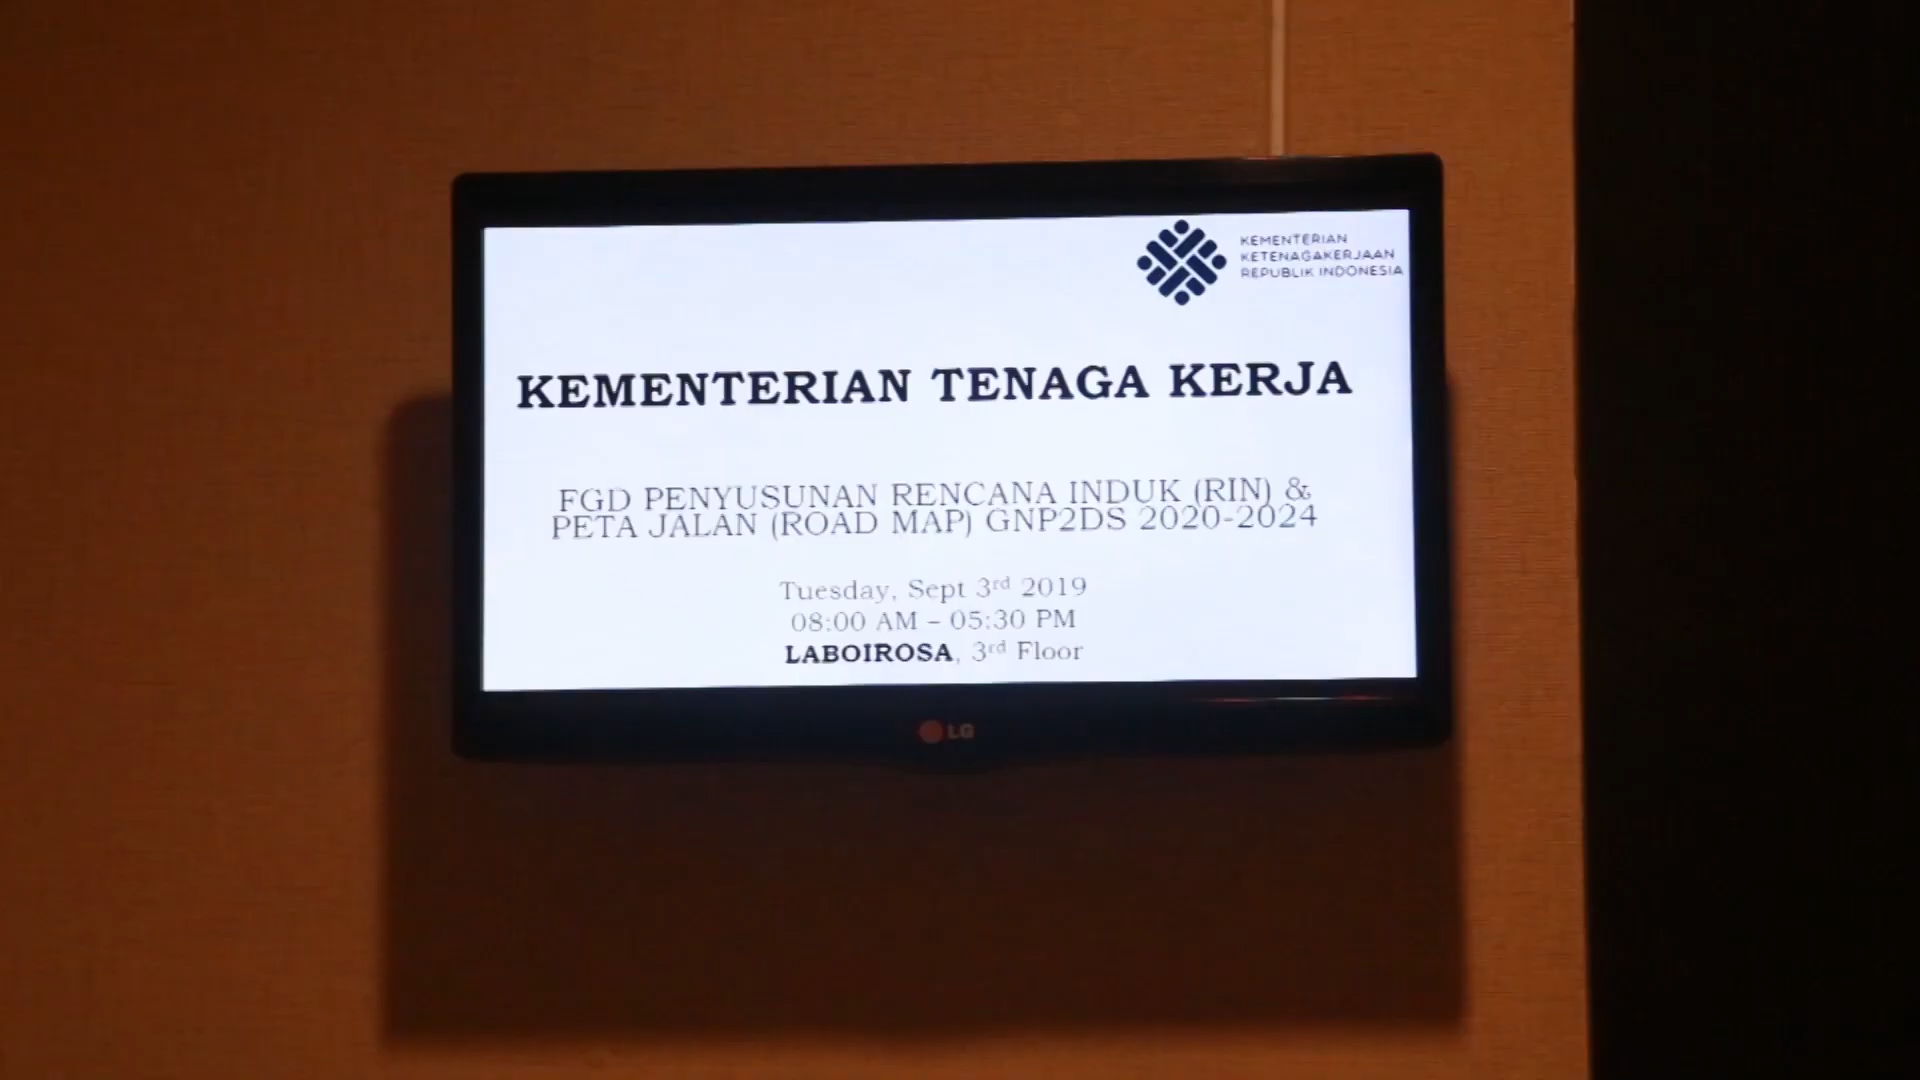 KEMENTERIAN
KETENAGAKERJAAN
REPUBLIK INDONESIA
KEMENTERIAN TENAGA KERJA
FGD PENYUSUNAN RENCANA INDUK (RIN) &
PETA JALAN (ROAD MAP) GNP2DS 2020-2024
Tuesday, Sept 3rd 2019
08:00 AM – 05:30 PM
LABOIROSA, 3rd Floor
LG